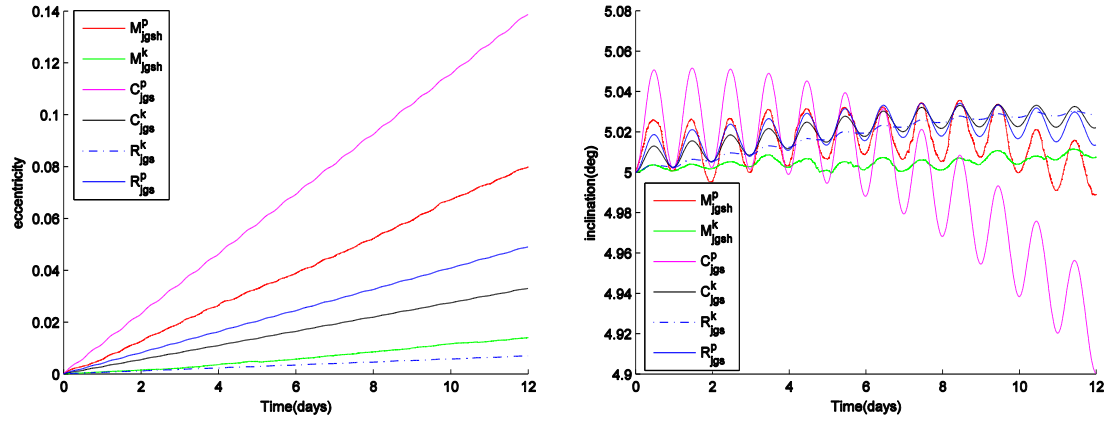 0.14
0.12
0.1
0.08
0.06
0.04
0.02
0
eccentricity
M^p_jgsh
M^k_jgsh
C^p_jgs
C^k_jgs
R^k_jgs
R^p_jgs
0 2 4 6 8 10 12
Time(days)
5.08
5.06
5.04
5.02
5
4.98
4.96
4.94
4.92
4.9
inclination(deg)
M^p_jgsh
M^k_jgsh
C^p_jgs
C^k_jgs
R^k_jgs
R^p_jgs
0 2 4 6 8 10 12
Time(days)